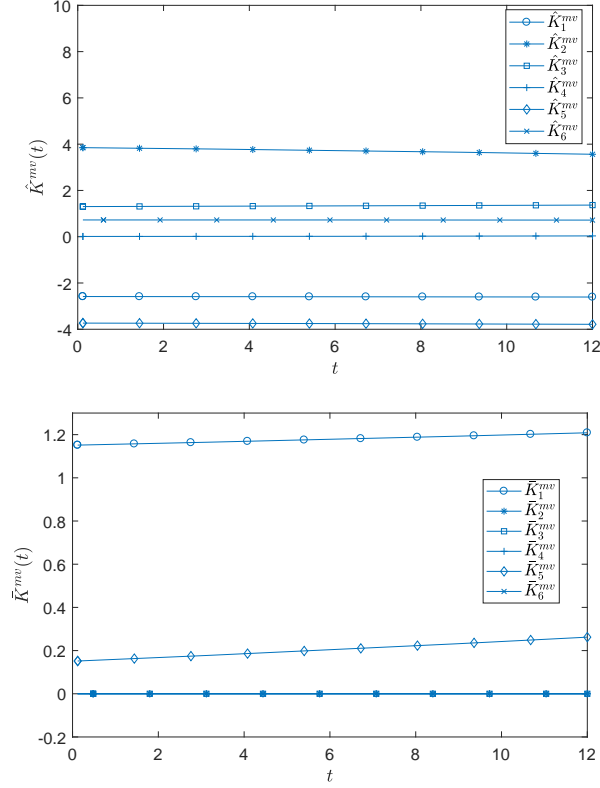 10
8
6
4
2
0
-2
-4
0
2
4
6
8
10
12
t
K̂^{mv}(t)
K̂_1^{mv}
K̂_2^{mv}
K̂_3^{mv}
K̂_4^{mv}
K̂_5^{mv}
K̂_6^{mv}
1.2
1
0.8
0.6
0.4
0.2
0
-0.2
0
2
4
6
8
10
12
t
K̄^{mv}(t)
K̄_1^{mv}
K̄_2^{mv}
K̄_3^{mv}
K̄_4^{mv}
K̄_5^{mv}
K̄_6^{mv}